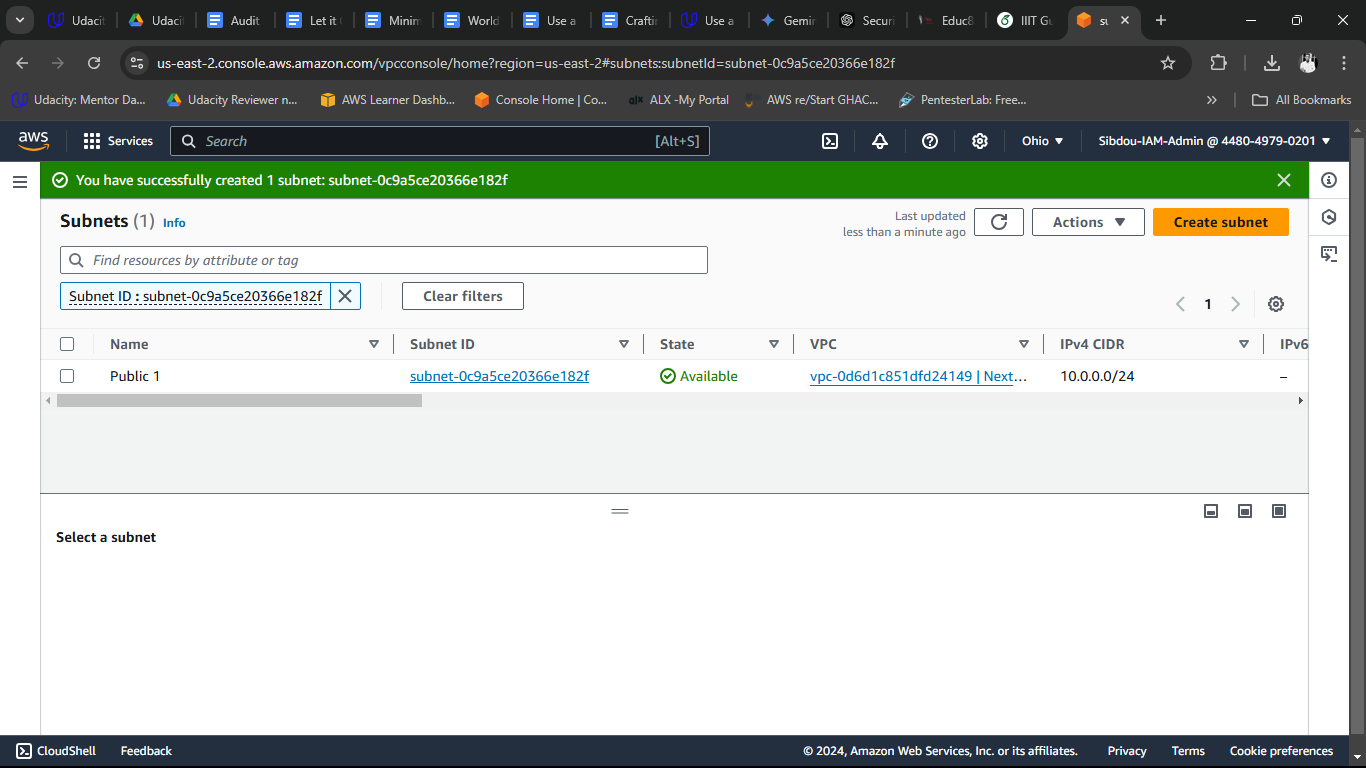 Udacit
Udacit
Audit
Let it
Minim
World
Use a
Craftin
Use a
Gemin
Securi
Educ8
IIIT Gu
su
us-east-2.console.aws.amazon.com/vpcconsole/home?region=us-east-2#subnets:subnetId=subnet-0c9a5ce20366e182f
Udacity: Mentor Da...
Udacity Reviewer n...
AWS Learner Dashb...
Console Home | Co...
alx ALX -My Portal
AWS re/Start GHAC...
PentesterLab: Free...
All Bookmarks
aws
Services
Search
[Alt+S]
Ohio
Sibdou-IAM-Admin @ 4480-4979-0201
You have successfully created 1 subnet: subnet-0c9a5ce20366e182f
Subnets (1) Info
Last updated
less than a minute ago
Actions
Create subnet
Find resources by attribute or tag
Subnet ID : subnet-0c9a5ce20366e182f
Clear filters
1
Name
Subnet ID
State
VPC
IPv4 CIDR
IPv6
Public 1
subnet-0c9a5ce20366e182f
Available
vpc-0d6d1c851dfd24149 | Next...
10.0.0.0/24
–
Select a subnet
CloudShell
Feedback
© 2024, Amazon Web Services, Inc. or its affiliates.
Privacy
Terms
Cookie preferences